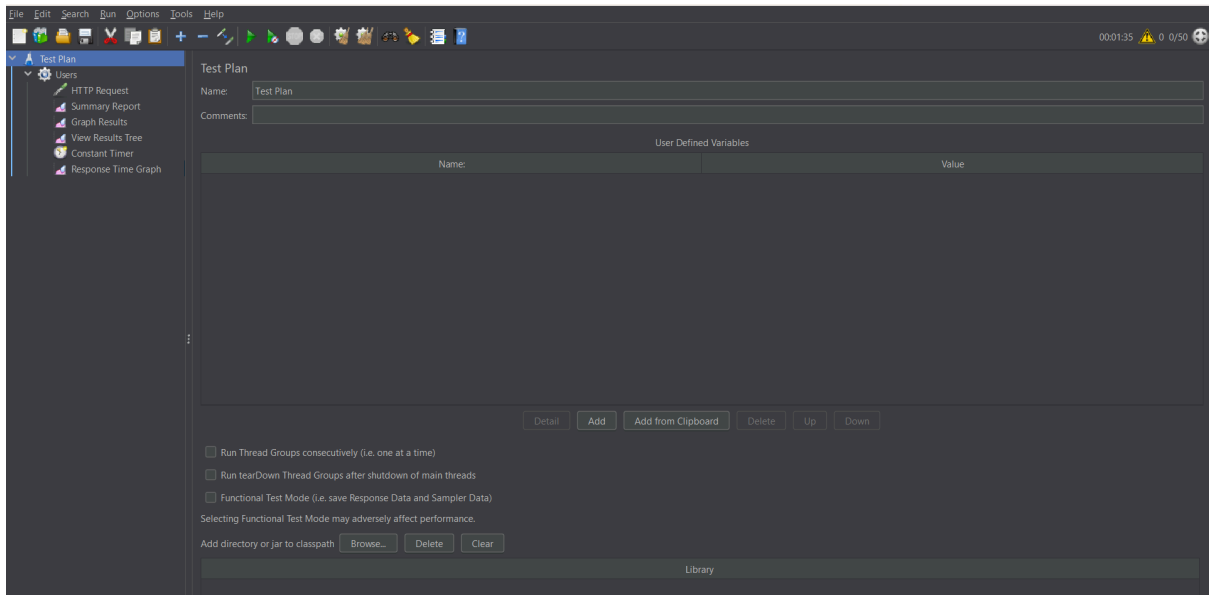 File Edit Search Run Options Tools Help
00:01:35 0 0/50
Test Plan
Users
HTTP Request
Summary Report
Graph Results
View Results Tree
Constant Timer
Response Time Graph
Test Plan
Name: Test Plan
Comments:
User Defined Variables
Name: Value
Detail Add Add from Clipboard Delete Up Down
Run Thread Groups consecutively (i.e. one at a time)
Run tearDown Thread Groups after shutdown of main threads
Functional Test Mode (i.e. save Response Data and Sampler Data)
Selecting Functional Test Mode may adversely affect performance.
Add directory or jar to classpath Browse... Delete Clear
Library